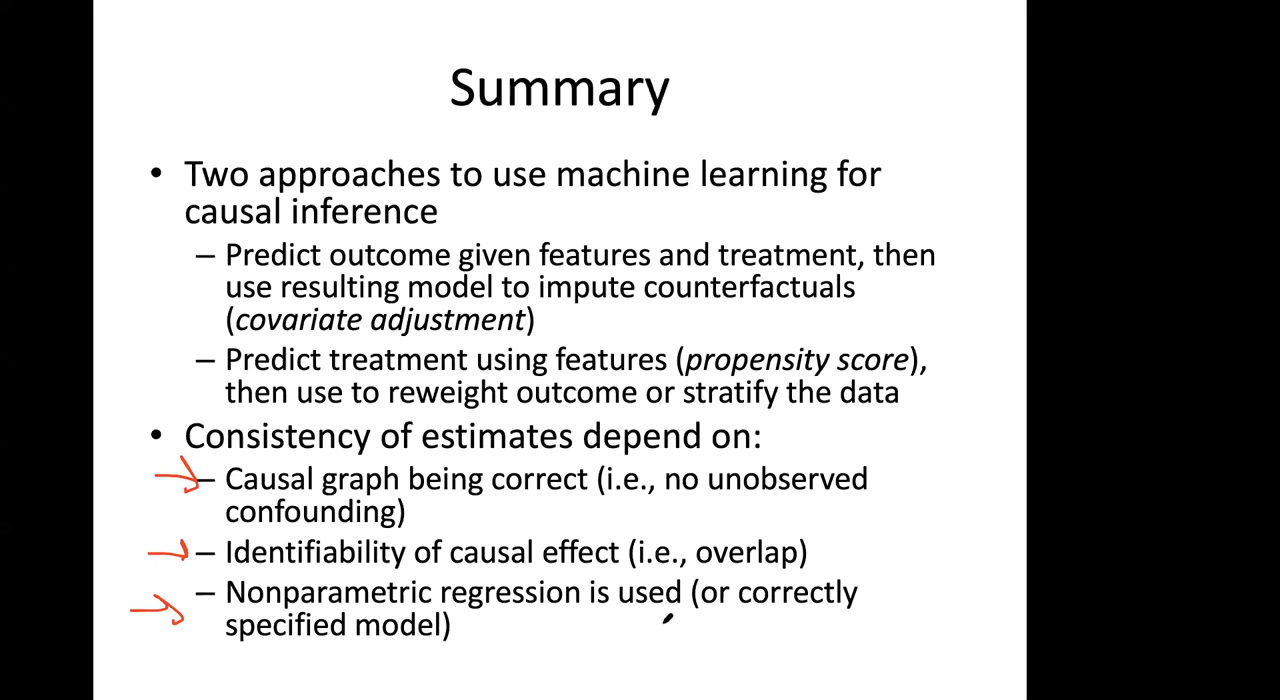 Summary
• Two approaches to use machine learning for
causal inference
– Predict outcome given features and treatment, then
use resulting model to impute counterfactuals
(covariate adjustment)
– Predict treatment using features (propensity score),
then use to reweight outcome or stratify the data
• Consistency of estimates depend on:
– Causal graph being correct (i.e., no unobserved
confounding)
– Identifiability of causal effect (i.e., overlap)
– Nonparametric regression is used (or correctly
specified model)